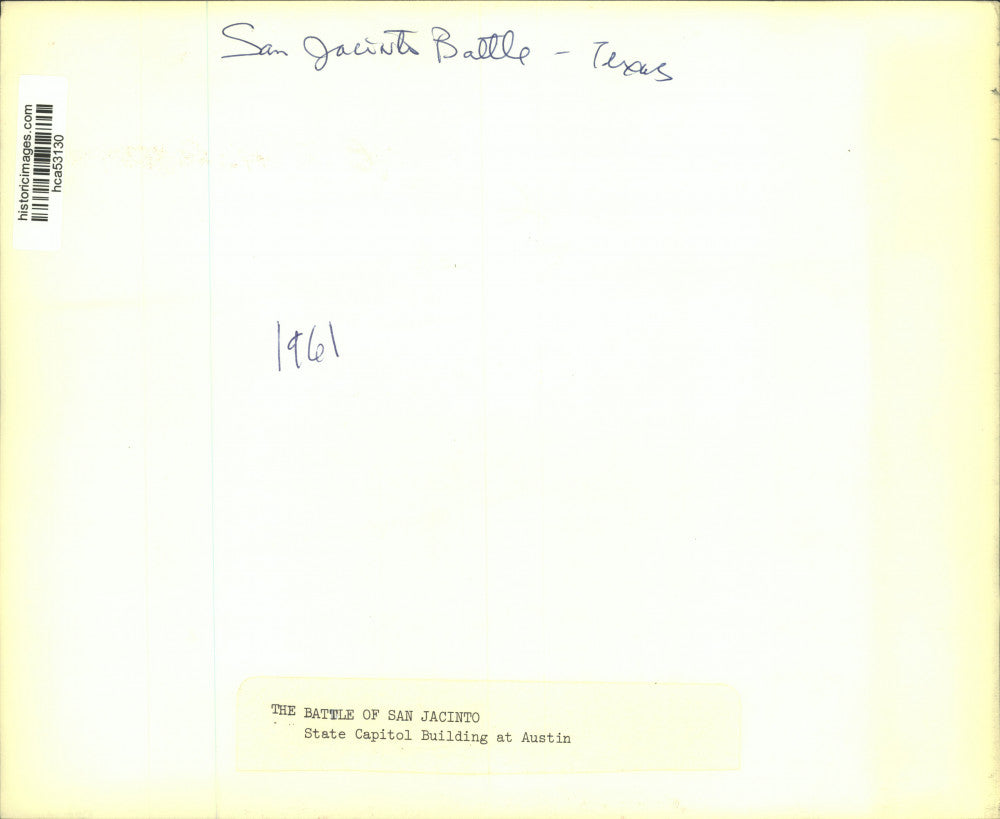 San Jacinto Battle - Texas
historicimages.com
hca53130
1961
THE BATTLE OF SAN JACINTO
State Capitol Building at Austin